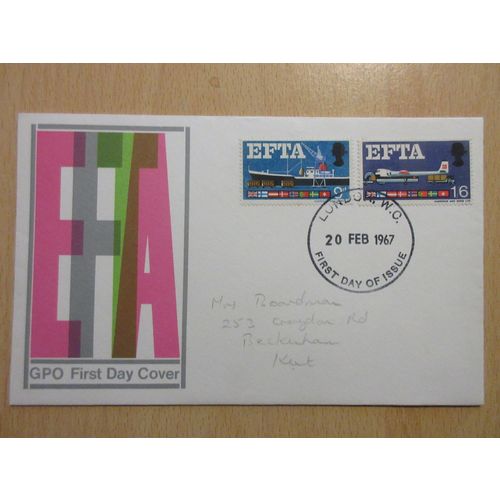 EFTA
GPO First Day Cover
EFTA
9d
EFTA
1/6
LONDON, W.C.
20 FEB 1967
FIRST DAY OF ISSUE
Mrs Boardman
253 Croydon Rd
Beckenham
Kent